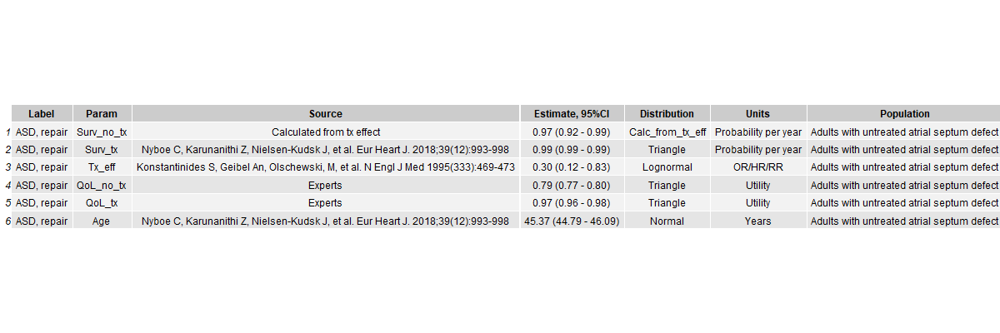 Label Param Source Estimate, 95%CI Distribution Units Population
1 ASD, repair Surv_no_tx Calculated from tx effect 0.97 (0.92 - 0.99) Calc_from_tx_eff Probability per year Adults with untreated atrial septum defect
2 ASD, repair Surv_tx Nyboe C, Karunanithi Z, Nielsen-Kudsk J, et al. Eur Heart J. 2018;39(12):993-998 0.99 (0.99 - 0.99) Triangle Probability per year Adults with untreated atrial septum defect
3 ASD, repair Tx_eff Konstantinides S, Geibel An, Olschewski, M, et al. N Engl J Med 1995(333):469-473 0.30 (0.12 - 0.83) Lognormal OR/HR/RR Adults with untreated atrial septum defect
4 ASD, repair QoL_no_tx Experts 0.79 (0.77 - 0.80) Triangle Utility Adults with untreated atrial septum defect
5 ASD, repair QoL_tx Experts 0.97 (0.96 - 0.98) Triangle Utility Adults with untreated atrial septum defect
6 ASD, repair Age Nyboe C, Karunanithi Z, Nielsen-Kudsk J, et al. Eur Heart J. 2018;39(12):993-998 45.37 (44.79 - 46.09) Normal Years Adults with untreated atrial septum defect